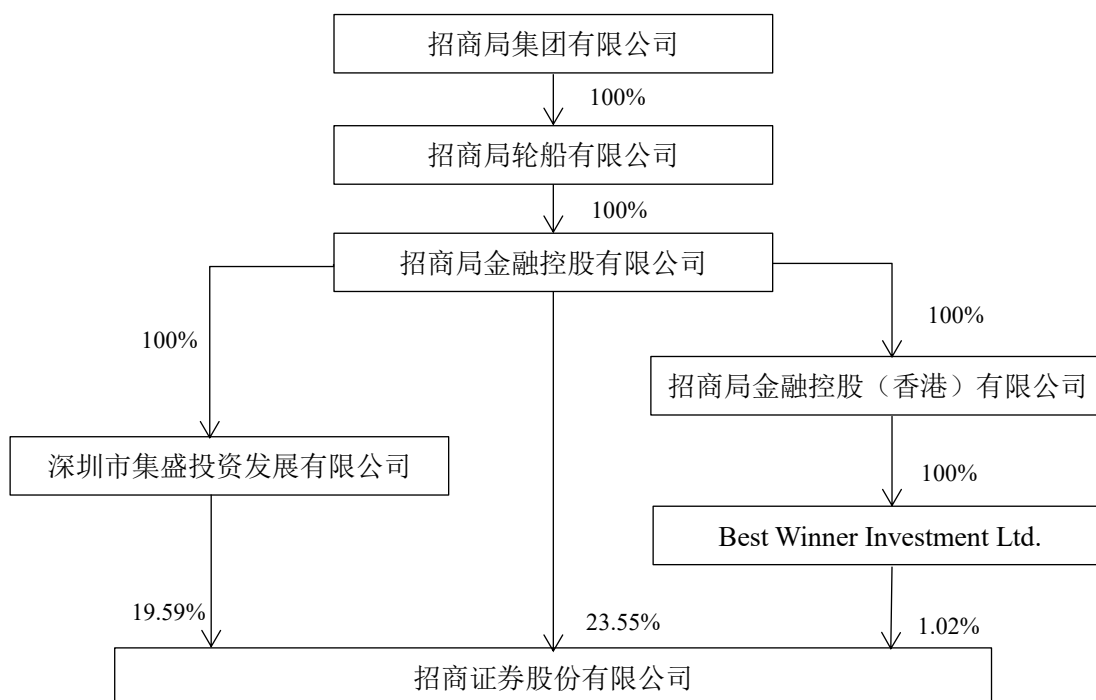 招商局集团有限公司
100%
招商局轮船有限公司
100%
招商局金融控股有限公司
100%
100%
招商局金融控股（香港）有限公司
深圳市集盛投资发展有限公司
100%
Best Winner Investment Ltd.
19.59%
23.55%
1.02%
招商证券股份有限公司